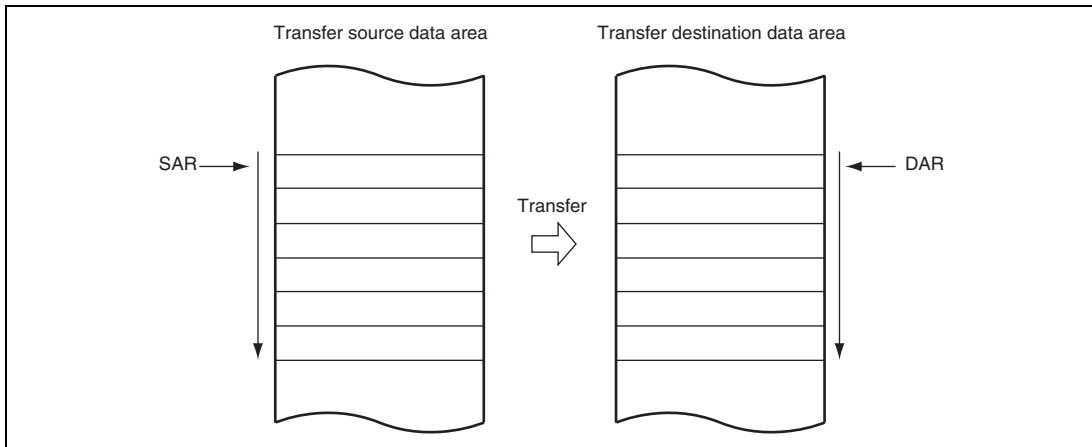 Transfer source data area
Transfer destination data area
SAR
DAR
Transfer